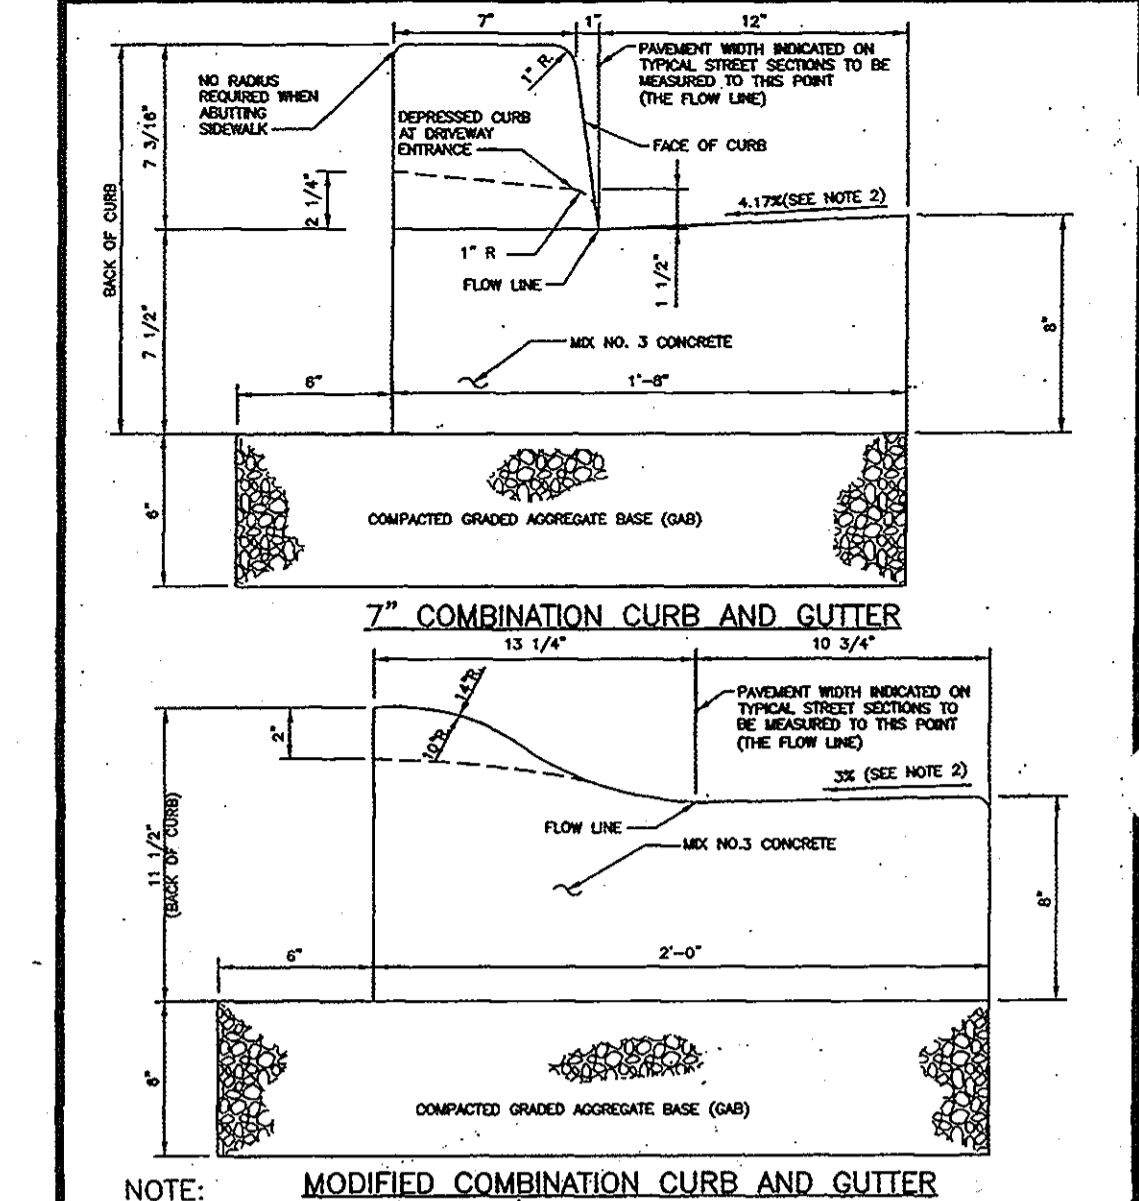 7"
1"
12"
PAVEMENT WIDTH INDICATED ON
TYPICAL STREET SECTIONS TO BE
MEASURED TO THIS POINT
(THE FLOW LINE)
NO RADIUS
REQUIRED WHEN
ABUTTING
SIDEWALK
1" R.
DEPRESSED CURB
AT DRIVEWAY
ENTRANCE
FACE OF CURB
7 3/16"
BACK OF CURB
2 1/4"
4.17%(SEE NOTE 2)
1" R
FLOW LINE
1 1/2"
7 1/2"
8"
MIX NO. 3 CONCRETE
6"
1'-8"
6"
COMPACTED GRADED AGGREGATE BASE (GAB)
7" COMBINATION CURB AND GUTTER
13 1/4"
10 3/4"
14"R.
10"R.
2"
PAVEMENT WIDTH INDICATED ON
TYPICAL STREET SECTIONS TO
BE MEASURED TO THIS POINT
(THE FLOW LINE)
3% (SEE NOTE 2)
FLOW LINE
MIX NO.3 CONCRETE
11 1/2"
(BACK OF CURB)
8"
6"
2'-0"
6"
COMPACTED GRADED AGGREGATE BASE (GAB)
NOTE:
MODIFIED COMBINATION CURB AND GUTTER